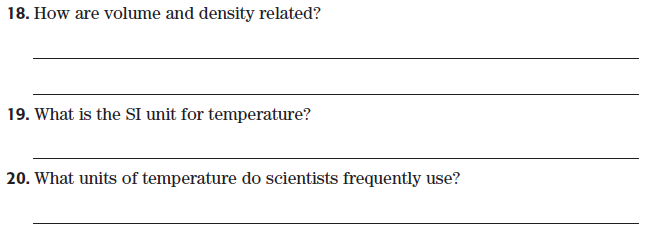 18. How are volume and density related?
19. What is the SI unit for temperature?
20. What units of temperature do scientists frequently use?